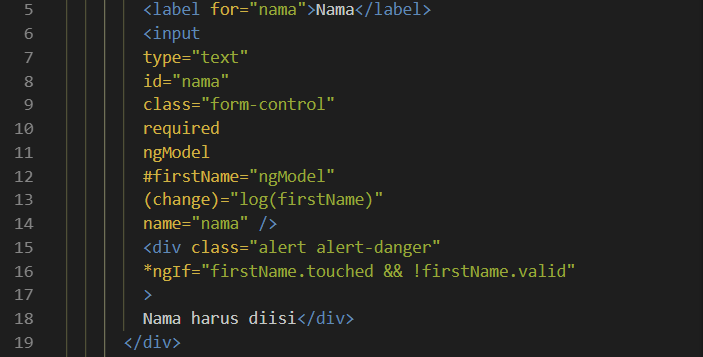 5 <label for="nama">Nama</label>
6 <input
7 type="text"
8 id="nama"
9 class="form-control"
10 required
11 ngModel
12 #firstName="ngModel"
13 (change)="log(firstName)"
14 name="nama" />
15 <div class="alert alert-danger"
16 *ngIf="firstName.touched && !firstName.valid"
17 >
18 Nama harus diisi</div>
19 </div>